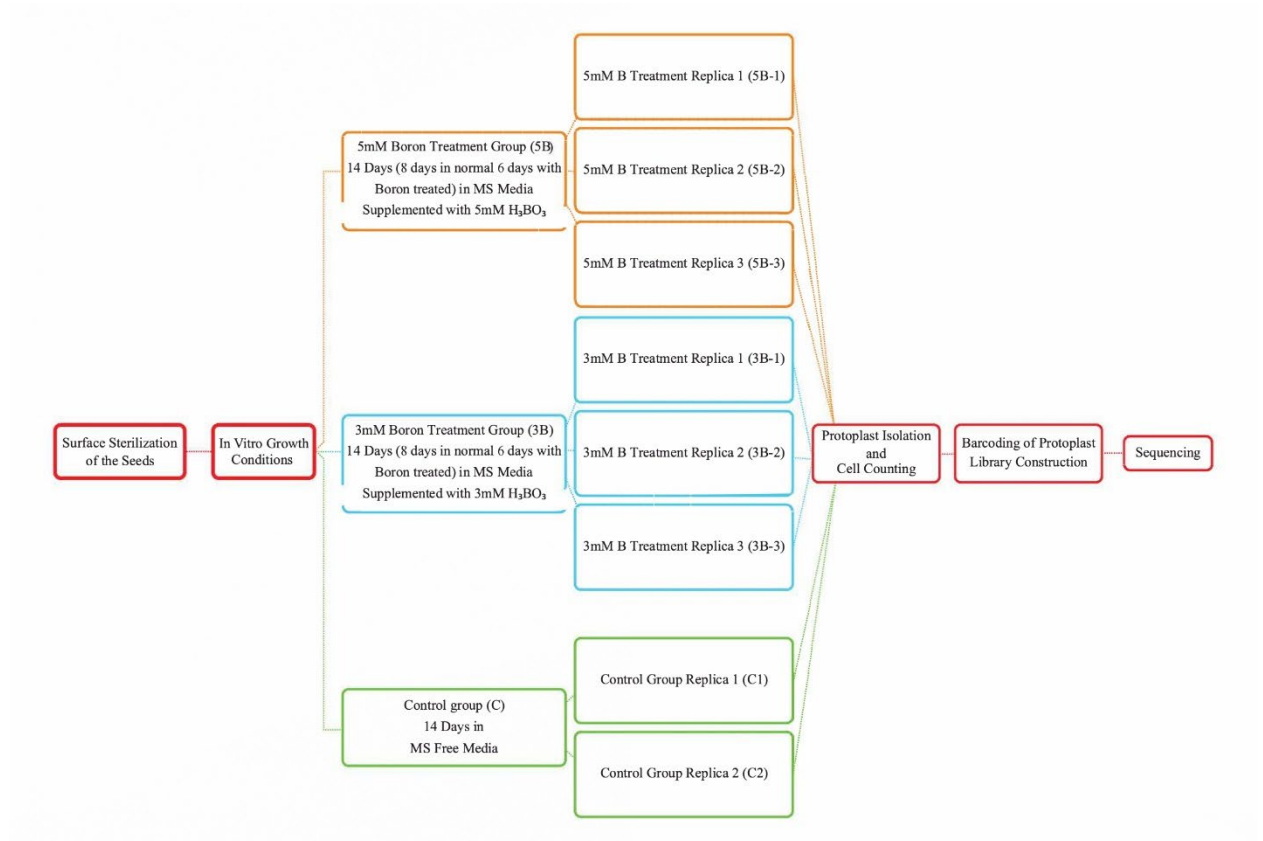 Surface Sterilization
of the Seeds
In Vitro Growth
Conditions
5mM Boron Treatment Group (5B)
14 Days (8 days in normal 6 days with
Boron treated) in MS Media
Supplemented with 5mM H₃BO₃
5mM B Treatment Replica 1 (5B-1)
5mM B Treatment Replica 2 (5B-2)
5mM B Treatment Replica 3 (5B-3)
3mM Boron Treatment Group (3B)
14 Days (8 days in normal 6 days with
Boron treated) in MS Media
Supplemented with 3mM H₃BO₃
3mM B Treatment Replica 1 (3B-1)
3mM B Treatment Replica 2 (3B-2)
3mM B Treatment Replica 3 (3B-3)
Control group (C)
14 Days in
MS Free Media
Control Group Replica 1 (C1)
Control Group Replica 2 (C2)
Protoplast Isolation
and
Cell Counting
Barcoding of Protoplast
Library Construction
Sequencing